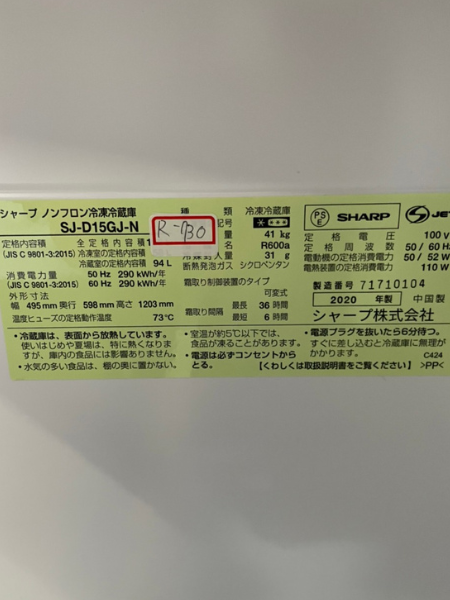 シャープ ノンフロン冷凍冷蔵庫
SJ-D15GJ-N
定格内容積
(JIS C 9801-3:2015)
全定格内容積 1
冷凍室の定格内容積
冷蔵室の定格内容積 94 L
消費電力量 50 Hz 290 kWh/年
(JIS C 9801-3:2015) 60 Hz 290 kWh/年
外形寸法
幅 495 mm 奥行 598 mm 高さ 1203 mm
温度ヒューズの定格動作温度 73℃
R-730
種 類 冷凍冷蔵庫
量 41 kg
R600a
31 g
断熱発泡ガス シクロペンタン
霜取り制御装置のタイプ
可変式
霜取り間隔 最長 36 時間
最短 6 時間
PS
E
SHARP
JET
定格電圧 100 V
定格周波数 50 / 60 Hz
電動機の定格消費電力 50 / 52 W
電熱装置の定格消費電力 110 W
製造番号 71710104
2020 年製 中国製
シャープ株式会社
・冷蔵庫は、表面から放熱しています。
使いはじめや夏場は、特に熱くなりますが、庫内の食品には影響ありません。
・水気の多い食品は、棚の奥に置かない。
・室温が約5℃以下では、食品は凍ることがあります。
・電源は必ずコンセントからとる。
・電源プラグを抜いたら6分待つ。
すぐに差し込むと冷蔵庫に無理がかかります。 C424
【くわしくは取扱説明書をご覧ください】 >PP<